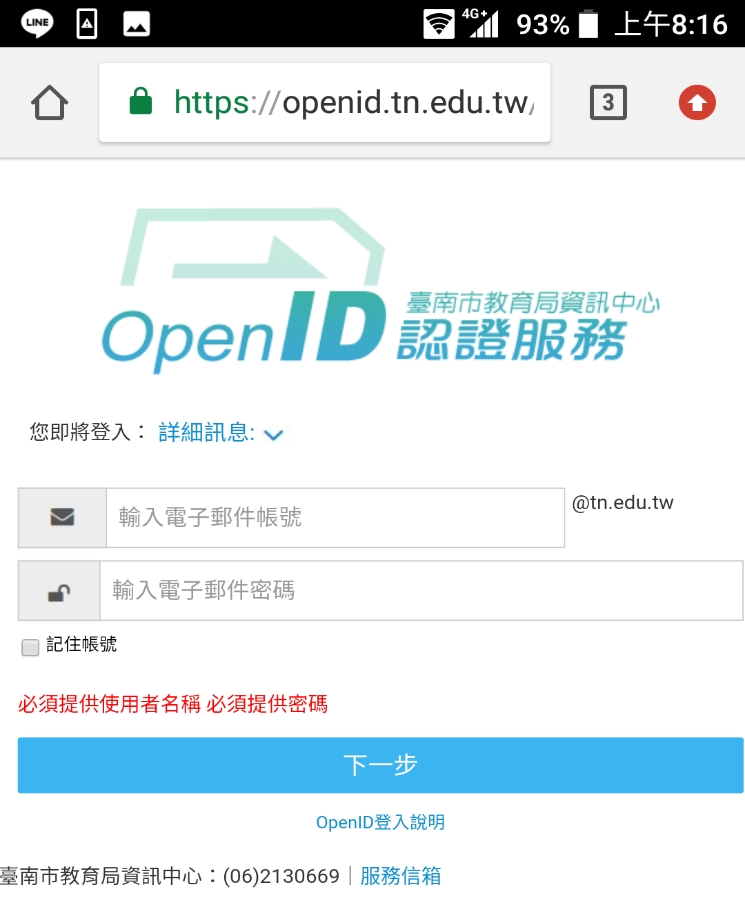 LINE 4G+ 93% 上午8:16
https://openid.tn.edu.tw/ 3
臺南市教育局資訊中心
OpenID 認證服務
您即將登入： 詳細訊息:
輸入電子郵件帳號 @tn.edu.tw
輸入電子郵件密碼
記住帳號
必須提供使用者名稱 必須提供密碼
下一步
OpenID登入說明
臺南市教育局資訊中心：(06)2130669｜服務信箱